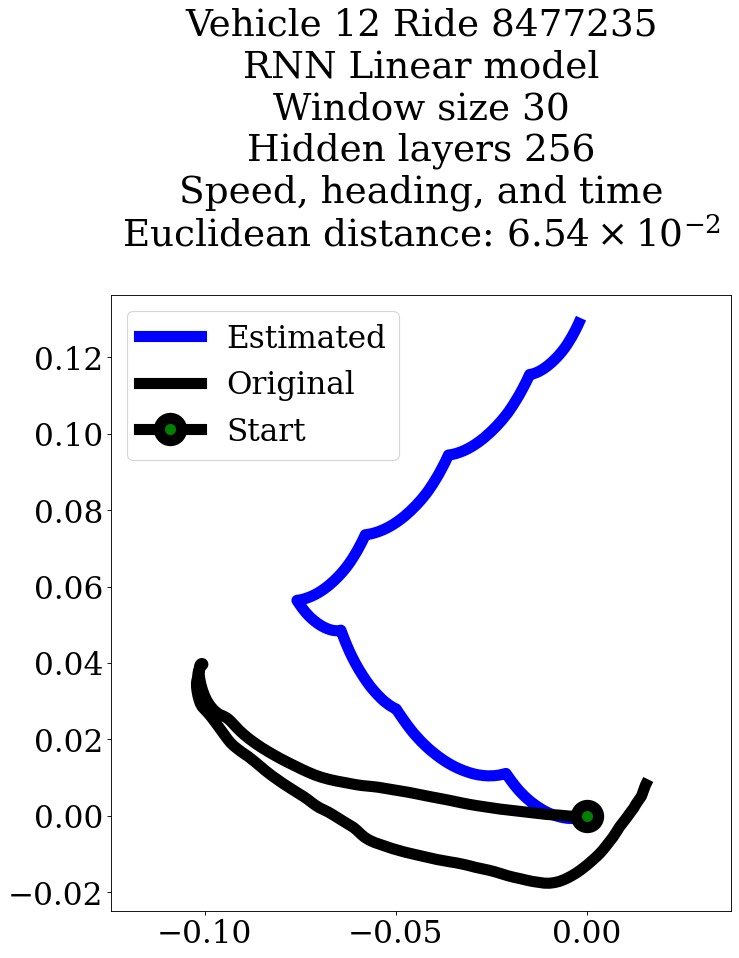 Vehicle 12 Ride 8477235
RNN Linear model
Window size 30
Hidden layers 256
Speed, heading, and time
Euclidean distance: 6.54 × 10⁻²
Estimated
Original
Start
0.12
0.10
0.08
0.06
0.04
0.02
0.00
−0.02
−0.10
−0.05
0.00